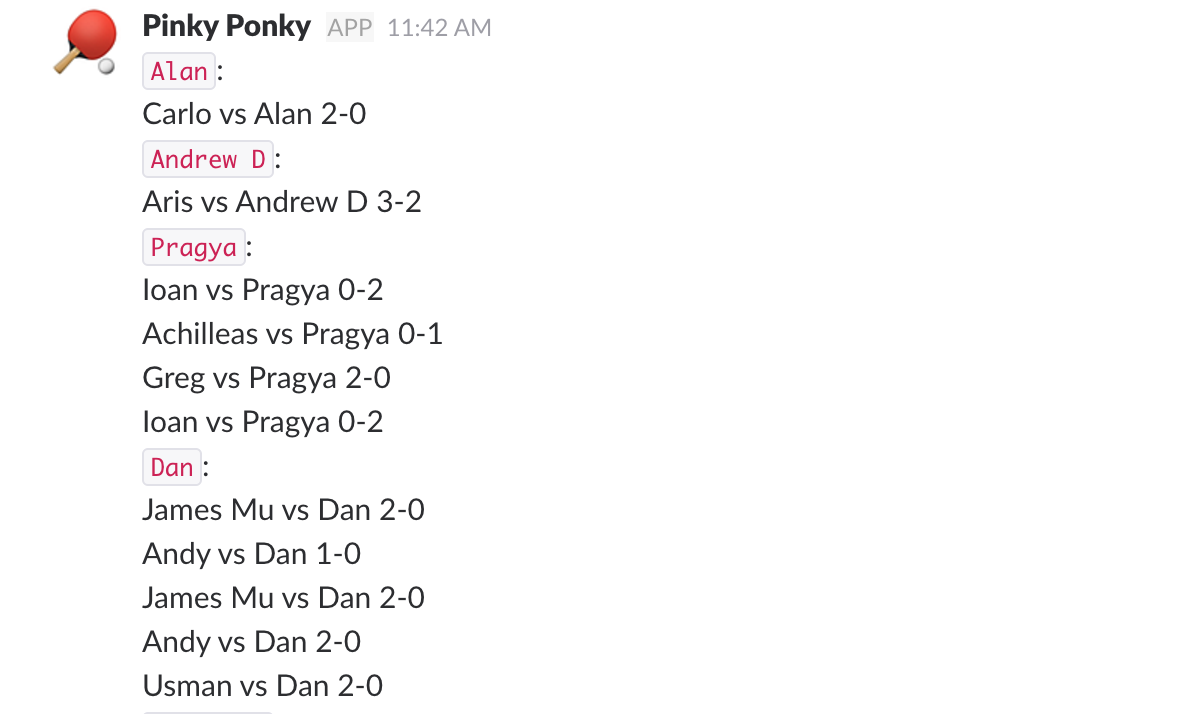 Pinky Ponky APP 11:42 AM
Alan:
Carlo vs Alan 2-0
Andrew D:
Aris vs Andrew D 3-2
Pragya:
Ioan vs Pragya 0-2
Achilleas vs Pragya 0-1
Greg vs Pragya 2-0
Ioan vs Pragya 0-2
Dan:
James Mu vs Dan 2-0
Andy vs Dan 1-0
James Mu vs Dan 2-0
Andy vs Dan 2-0
Usman vs Dan 2-0